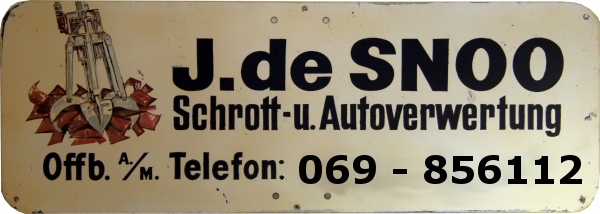 J.de SNOO
Schrott-u.Autoverwertung
Offb. A./M. Telefon: 069 - 856112